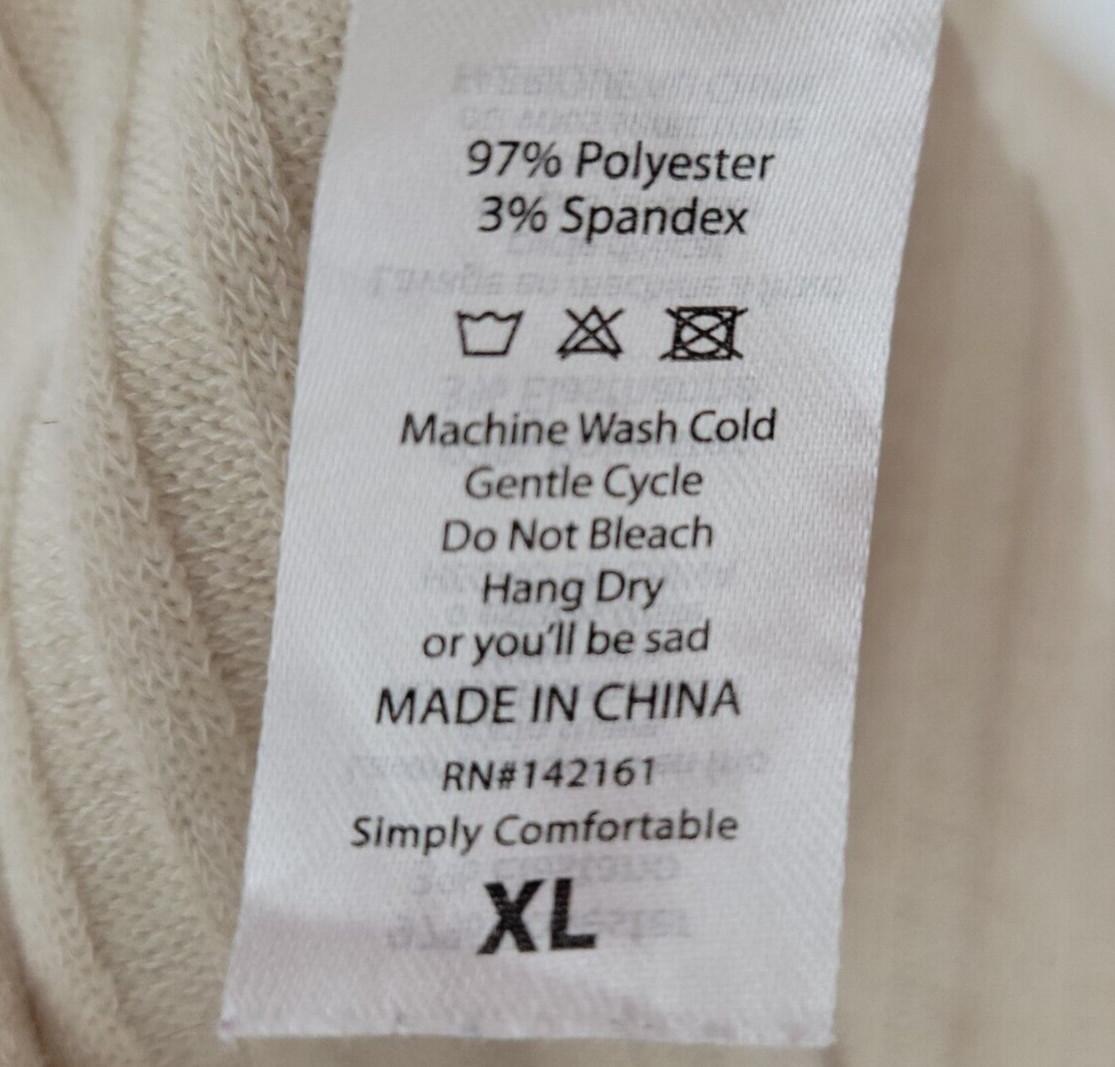 97% Polyester
3% Spandex
Machine Wash Cold
Gentle Cycle
Do Not Bleach
Hang Dry
or you'll be sad
MADE IN CHINA
RN#142161
Simply Comfortable
XL